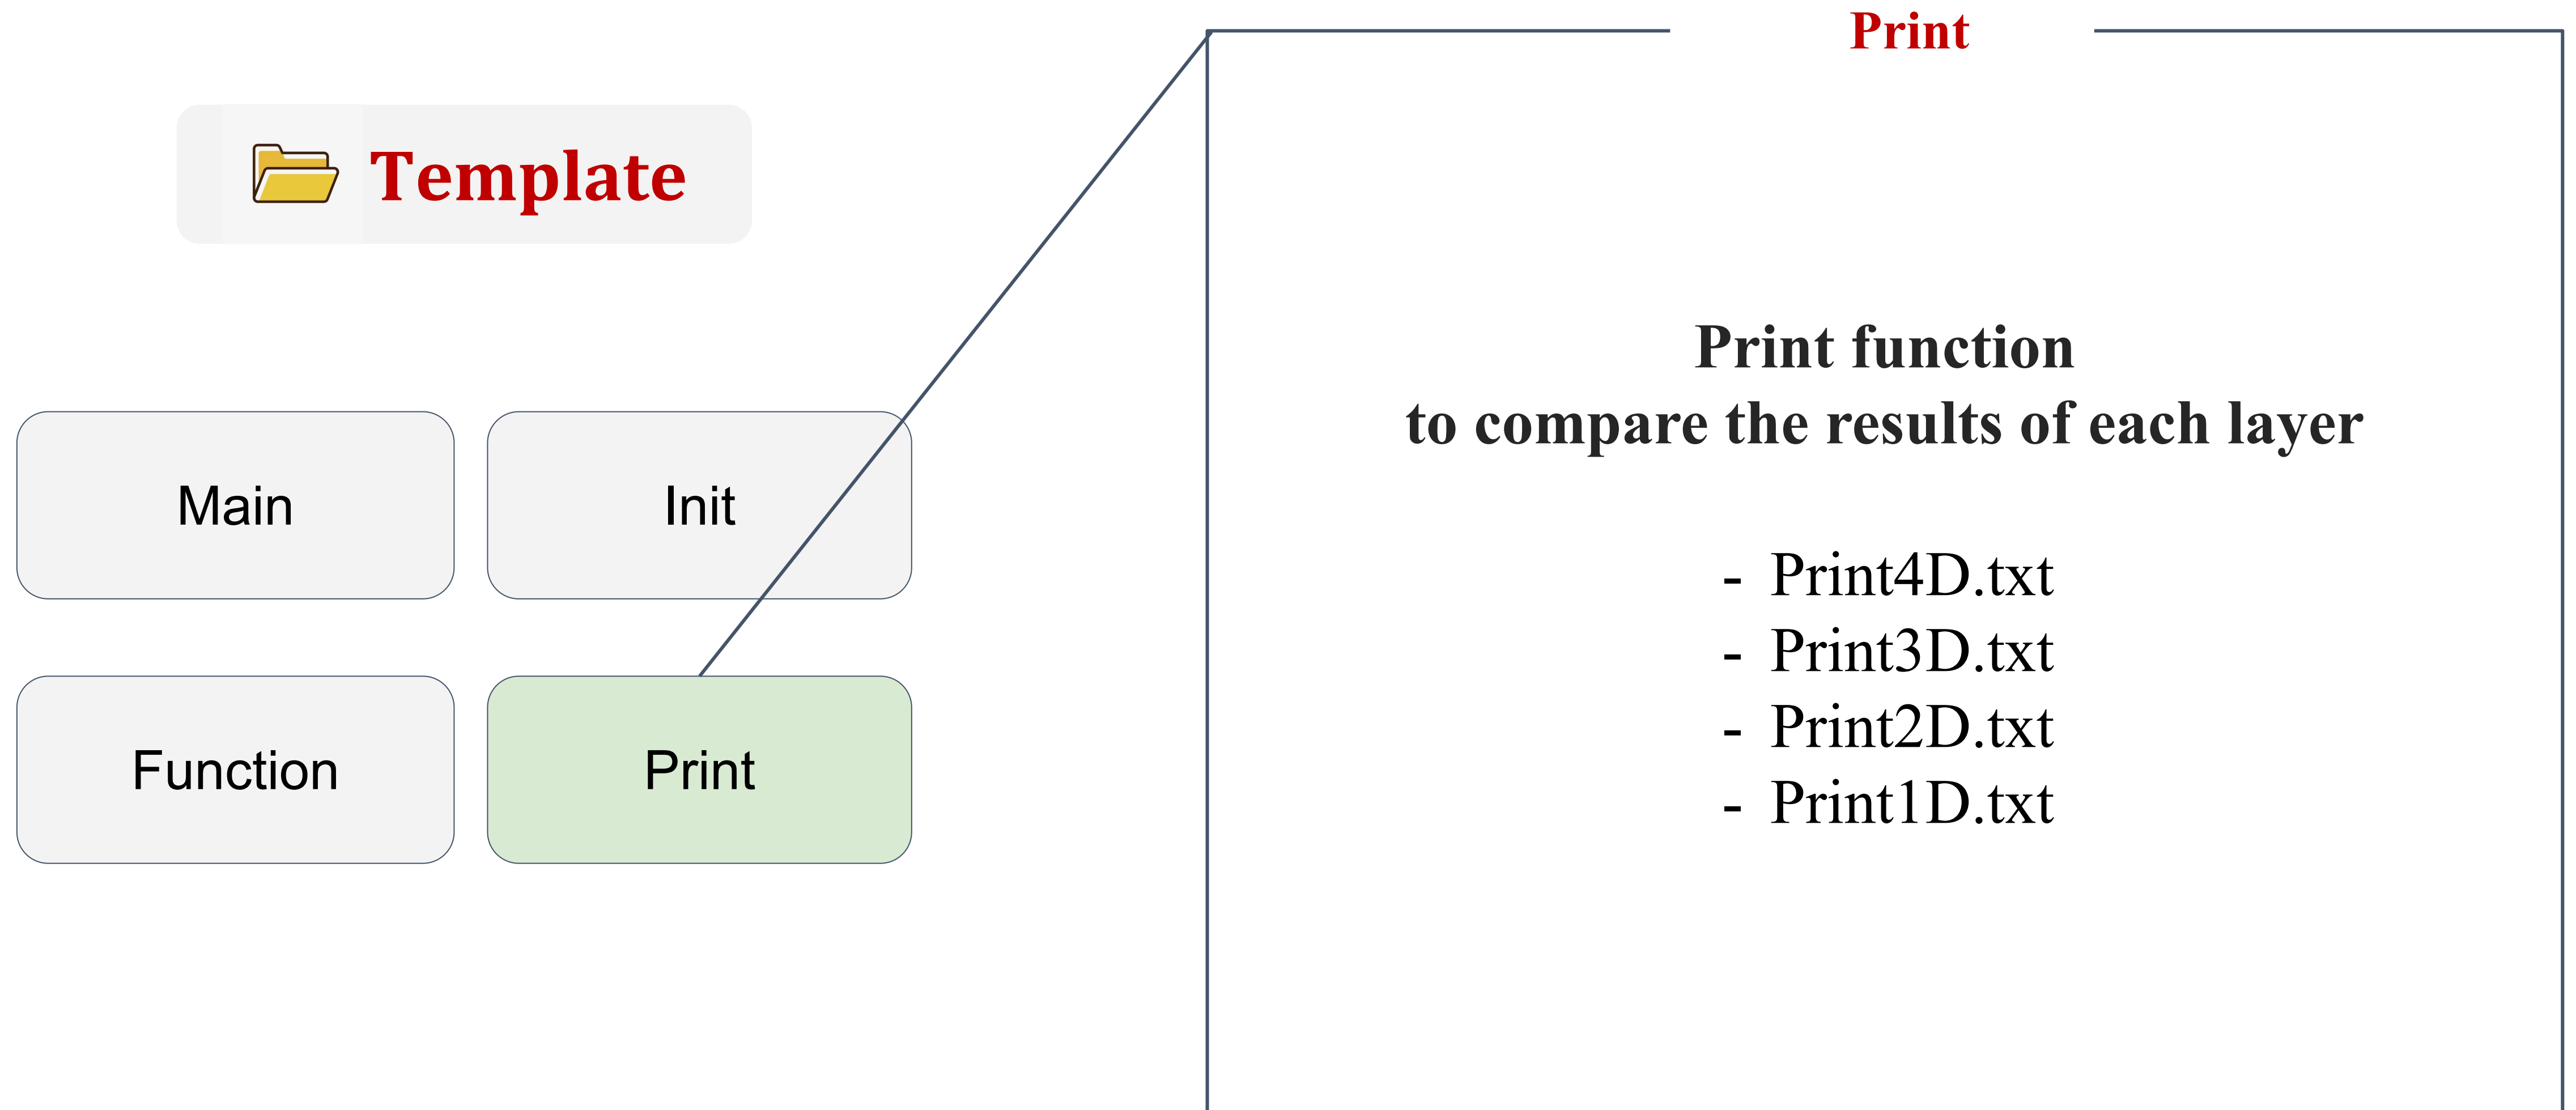 Template
Main
Init
Function
Print
Print
Print function
to compare the results of each layer
- Print4D.txt
- Print3D.txt
- Print2D.txt
- Print1D.txt